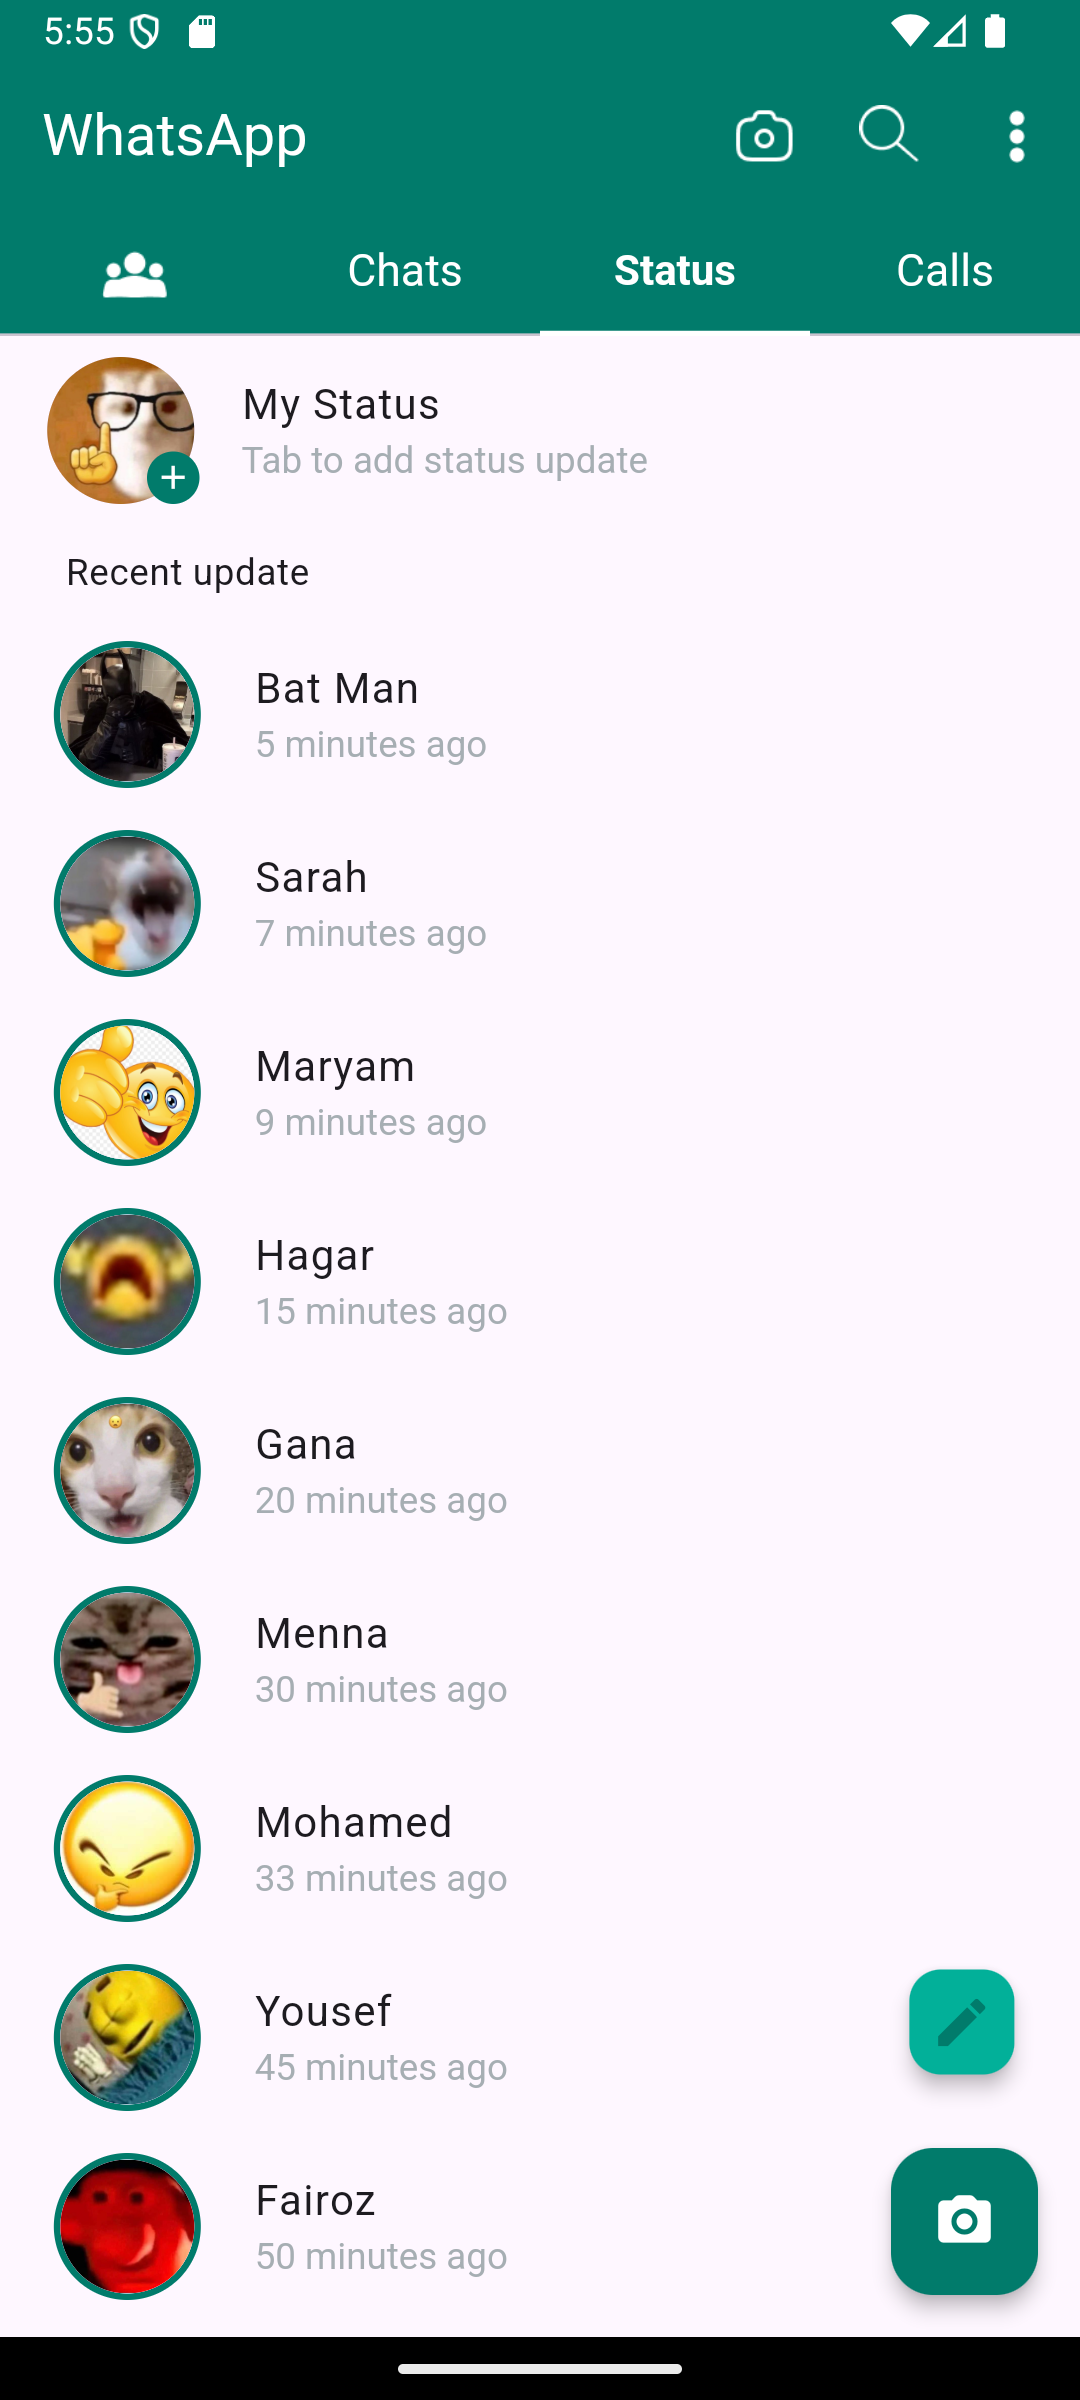 5:55
WhatsApp
Chats Status Calls
My Status
Tab to add status update
Recent update
Bat Man
5 minutes ago
Sarah
7 minutes ago
Maryam
9 minutes ago
Hagar
15 minutes ago
Gana
20 minutes ago
Menna
30 minutes ago
Mohamed
33 minutes ago
Yousef
45 minutes ago
Fairoz
50 minutes ago